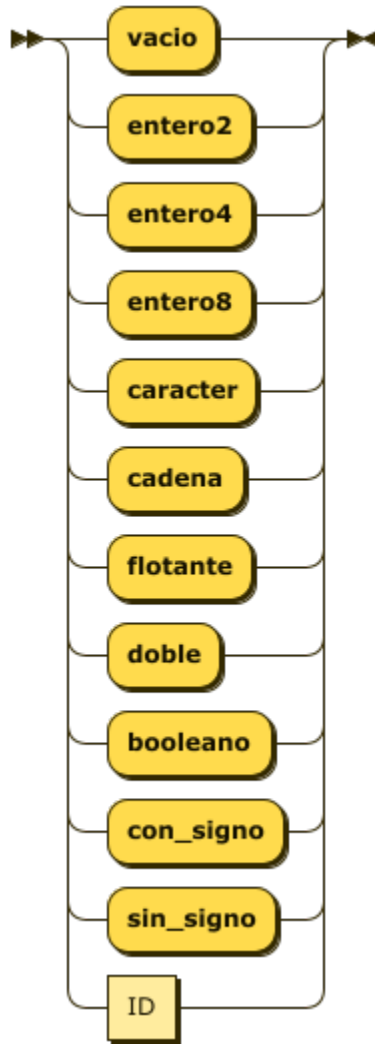 vacio
entero2
entero4
entero8
caracter
cadena
flotante
doble
booleano
con_signo
sin_signo
ID